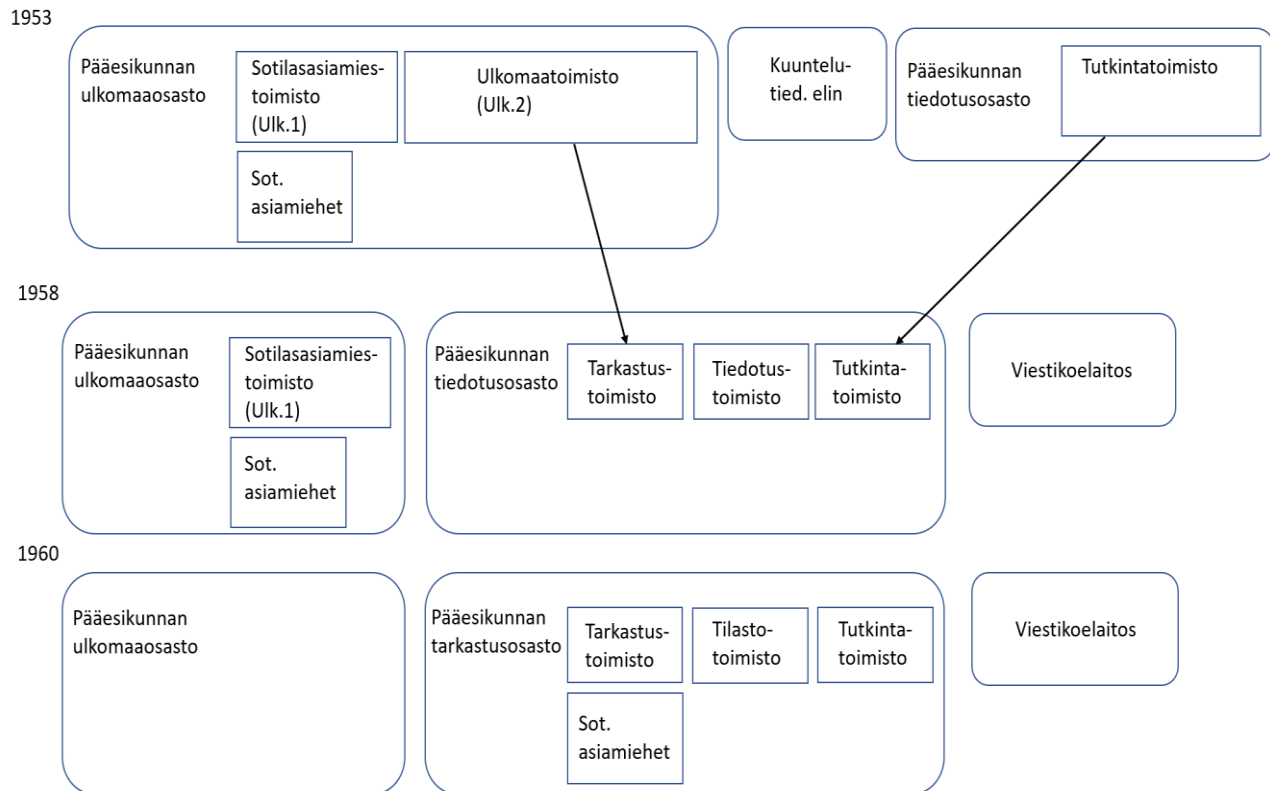 1953
Pääesikunnan
ulkomaaosasto
Sotilasasiamies-
toimisto
(Ulk.1)
Sot.
asiamiehet
Ulkomaatoimisto
(Ulk.2)
Kuuntelu-
tied. elin
Pääesikunnan
tiedotusosasto
Tutkintatoimisto
1958
Pääesikunnan
ulkomaaosasto
Sotilasasiamies-
toimisto
(Ulk.1)
Sot.
asiamiehet
Pääesikunnan
tiedotusosasto
Tarkastus-
toimisto
Tiedotus-
toimisto
Tutkinta-
toimisto
Viestikoelaitos
1960
Pääesikunnan
ulkomaaosasto
Pääesikunnan
tarkastusosasto
Tarkastus-
toimisto
Sot.
asiamiehet
Tilasto-
toimisto
Tutkinta-
toimisto
Viestikoelaitos